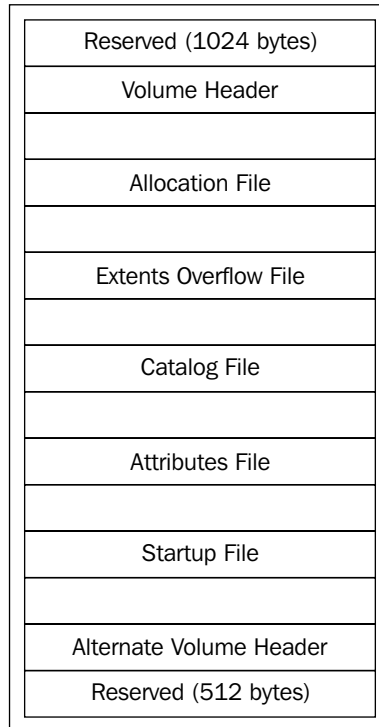 Reserved (1024 bytes)
Volume Header
Allocation File
Extents Overflow File
Catalog File
Attributes File
Startup File
Alternate Volume Header
Reserved (512 bytes)